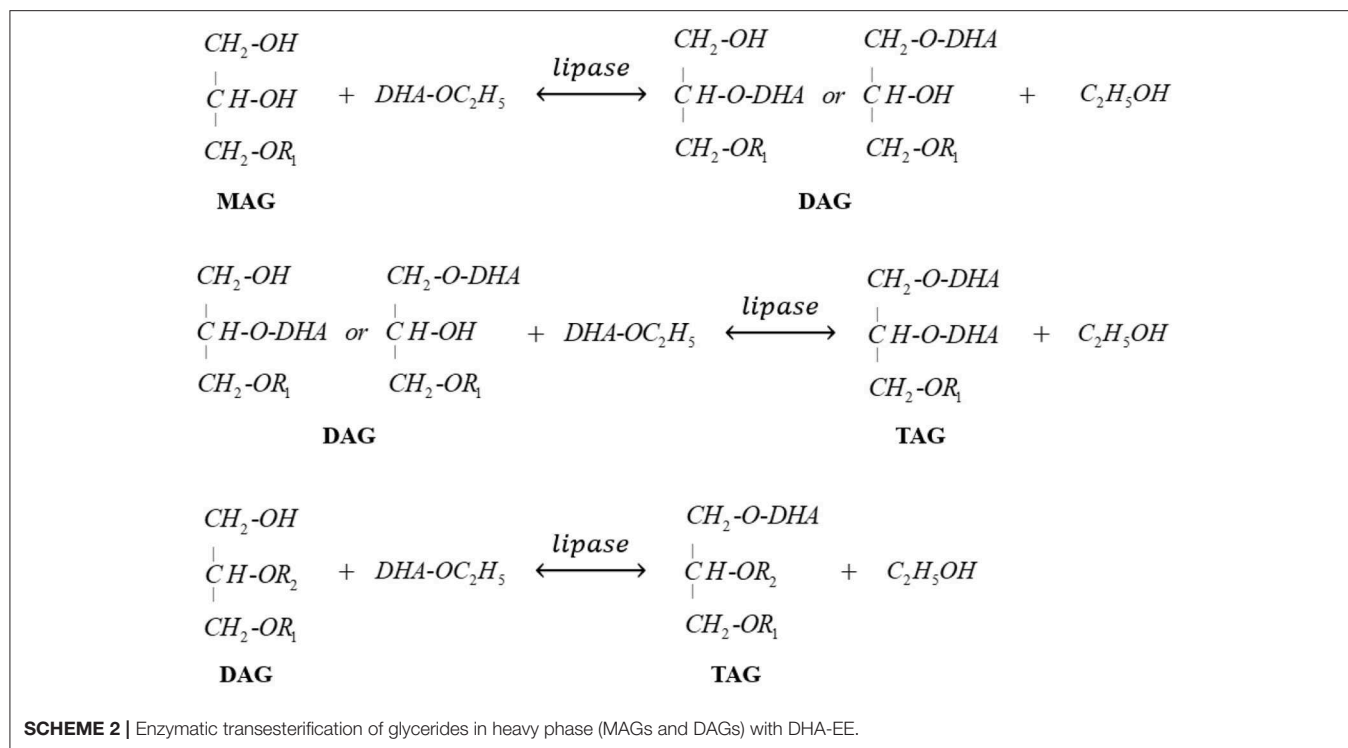 CH₂-OH CH₂-OH CH₂-O-DHA
lipase
CH-OH + DHA-OC₂H₅ ⟷ CH-O-DHA or CH-OH + C₂H₅OH
CH₂-OR₁ CH₂-OR₁ CH₂-OR₁
MAG DAG
CH₂-OH CH₂-O-DHA CH₂-O-DHA
lipase
CH-O-DHA or CH-OH + DHA-OC₂H₅ ⟷ CH-O-DHA + C₂H₅OH
CH₂-OR₁ CH₂-OR₁ CH₂-OR₁
DAG TAG
CH₂-OH CH₂-O-DHA
lipase
CH-OR₂ + DHA-OC₂H₅ ⟷ CH-OR₂ + C₂H₅OH
CH₂-OR₁ CH₂-OR₁
DAG TAG
SCHEME 2 | Enzymatic transesterification of glycerides in heavy phase (MAGs and DAGs) with DHA-EE.